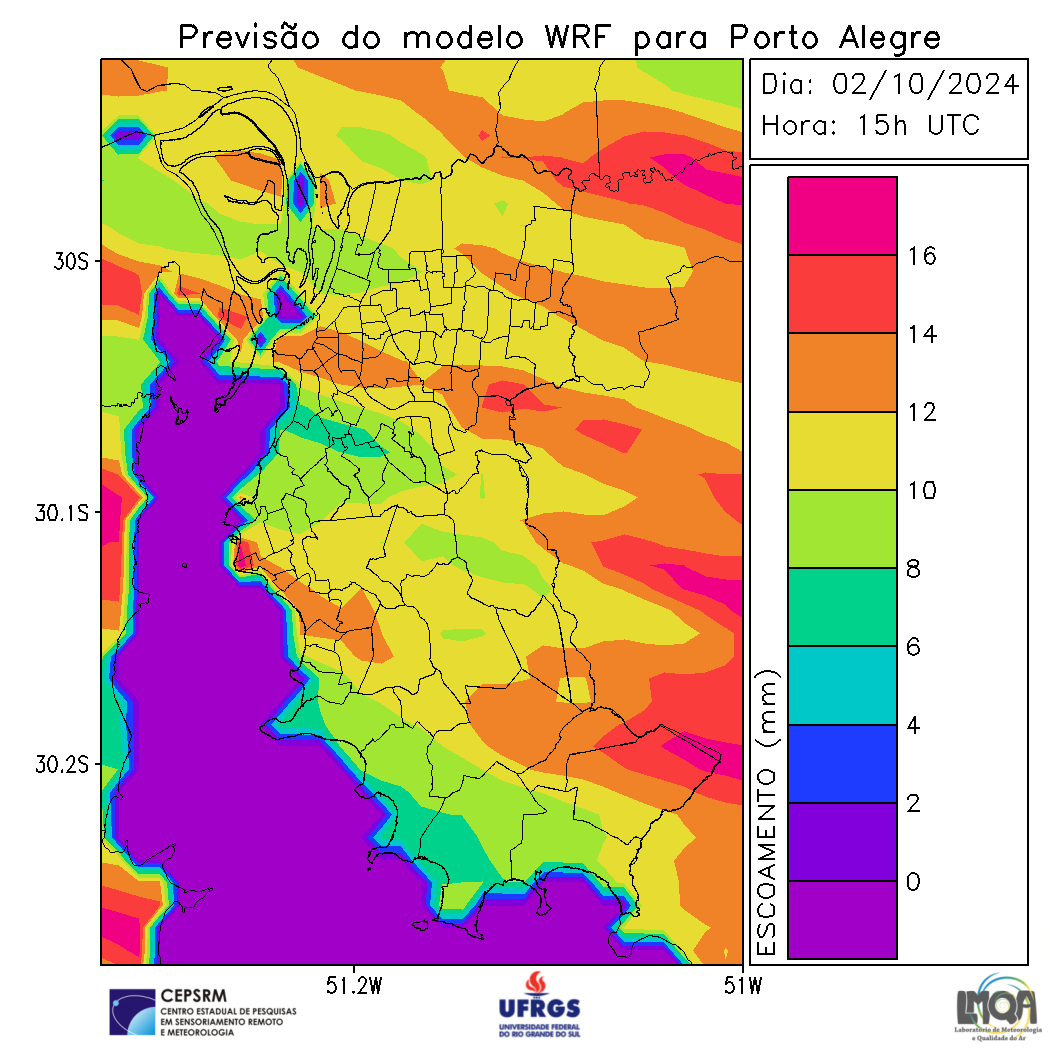 Previsão do modelo WRF para Porto Alegre
Dia: 02/10/2024
Hora: 15h UTC
30S
30.1S
30.2S
51.2W
51W
16
14
12
10
8
6
4
2
0
ESCOAMENTO (mm)
CEPSRM
CENTRO ESTADUAL DE PESQUISAS
EM SENSORIAMENTO REMOTO
E METEOROLOGIA
UFRGS
UNIVERSIDADE FEDERAL
DO RIO GRANDE DO SUL
LMQA
Laboratório de Meteorologia
e Qualidade do Ar